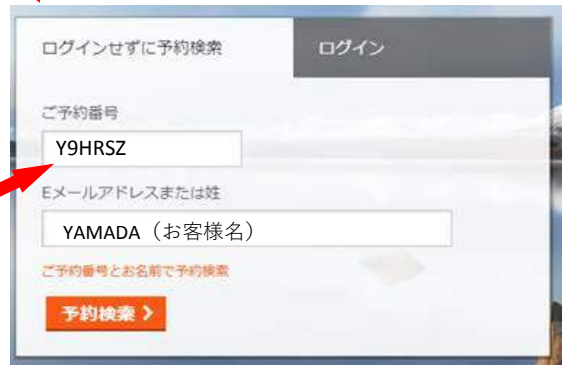 ログインせずに予約検索
ログイン
ご予約番号
Y9HRSZ
Eメールアドレスまたは姓
YAMADA（お客様名）
ご予約番号とお名前で予約検索
予約検索 >